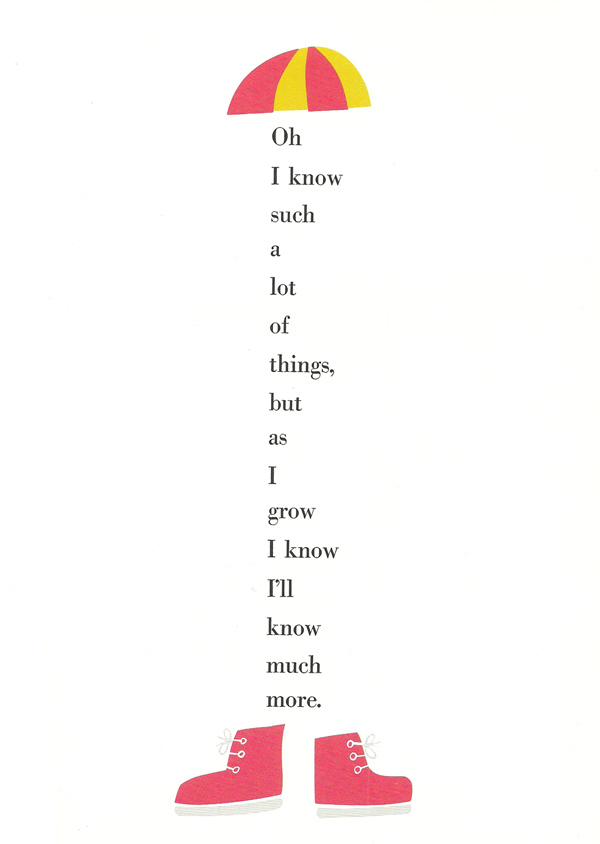 Oh
I know
such
a
lot
of
things,
but
as
I
grow
I know
I'll
know
much
more.